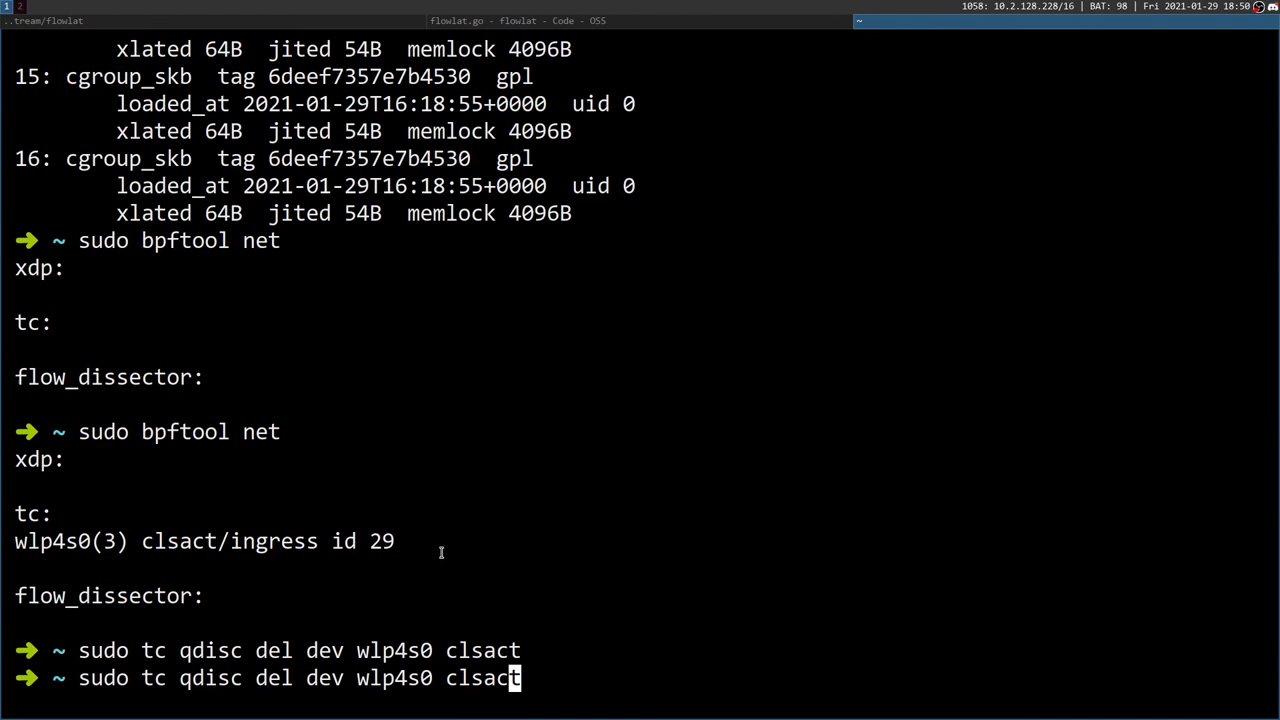 1 2 1058: 10.2.128.228/16 | BAT: 98 | Fri 2021-01-29 18:50
..tream/flowlat flowlat.go - flowlat - Code - OSS ~
xlated 64B jited 54B memlock 4096B
15: cgroup_skb tag 6deef7357e7b4530 gpl
loaded_at 2021-01-29T16:18:55+0000 uid 0
xlated 64B jited 54B memlock 4096B
16: cgroup_skb tag 6deef7357e7b4530 gpl
loaded_at 2021-01-29T16:18:55+0000 uid 0
xlated 64B jited 54B memlock 4096B
➜ ~ sudo bpftool net
xdp:
tc:
flow_dissector:
➜ ~ sudo bpftool net
xdp:
tc:
wlp4s0(3) clsact/ingress id 29
flow_dissector:
➜ ~ sudo tc qdisc del dev wlp4s0 clsact
➜ ~ sudo tc qdisc del dev wlp4s0 clsact